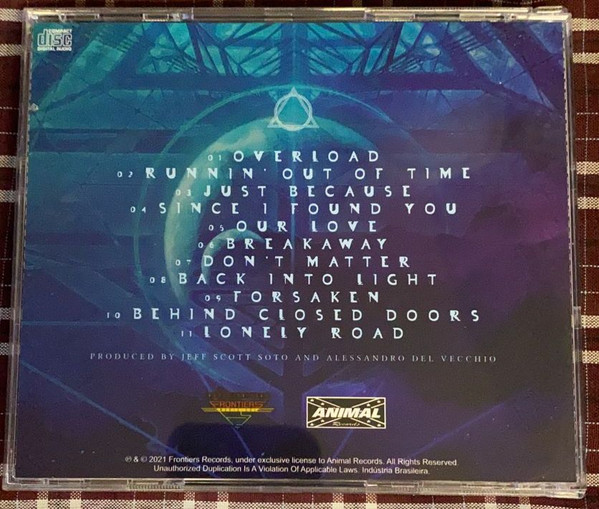 COMPACT
disc
DIGITAL AUDIO
01 OVERLOAD
02 RUNNIN' OUT OF TIME
03 JUST BECAUSE
04 SINCE I FOUND YOU
05 OUR LOVE
06 BREAKAWAY
07 DON'T MATTER
08 BACK INTO LIGHT
09 FORSAKEN
10 BEHIND CLOSED DOORS
11 LONELY ROAD
PRODUCED BY JEFF SCOTT SOTO AND ALESSANDRO DEL VECCHIO
FRONTIERS
ANIMAL
Records
℗ & © 2021 Frontiers Records, under exclusive license to Animal Records. All Rights Reserved.
Unauthorized Duplication Is A Violation Of Applicable Laws. Indústria Brasileira.